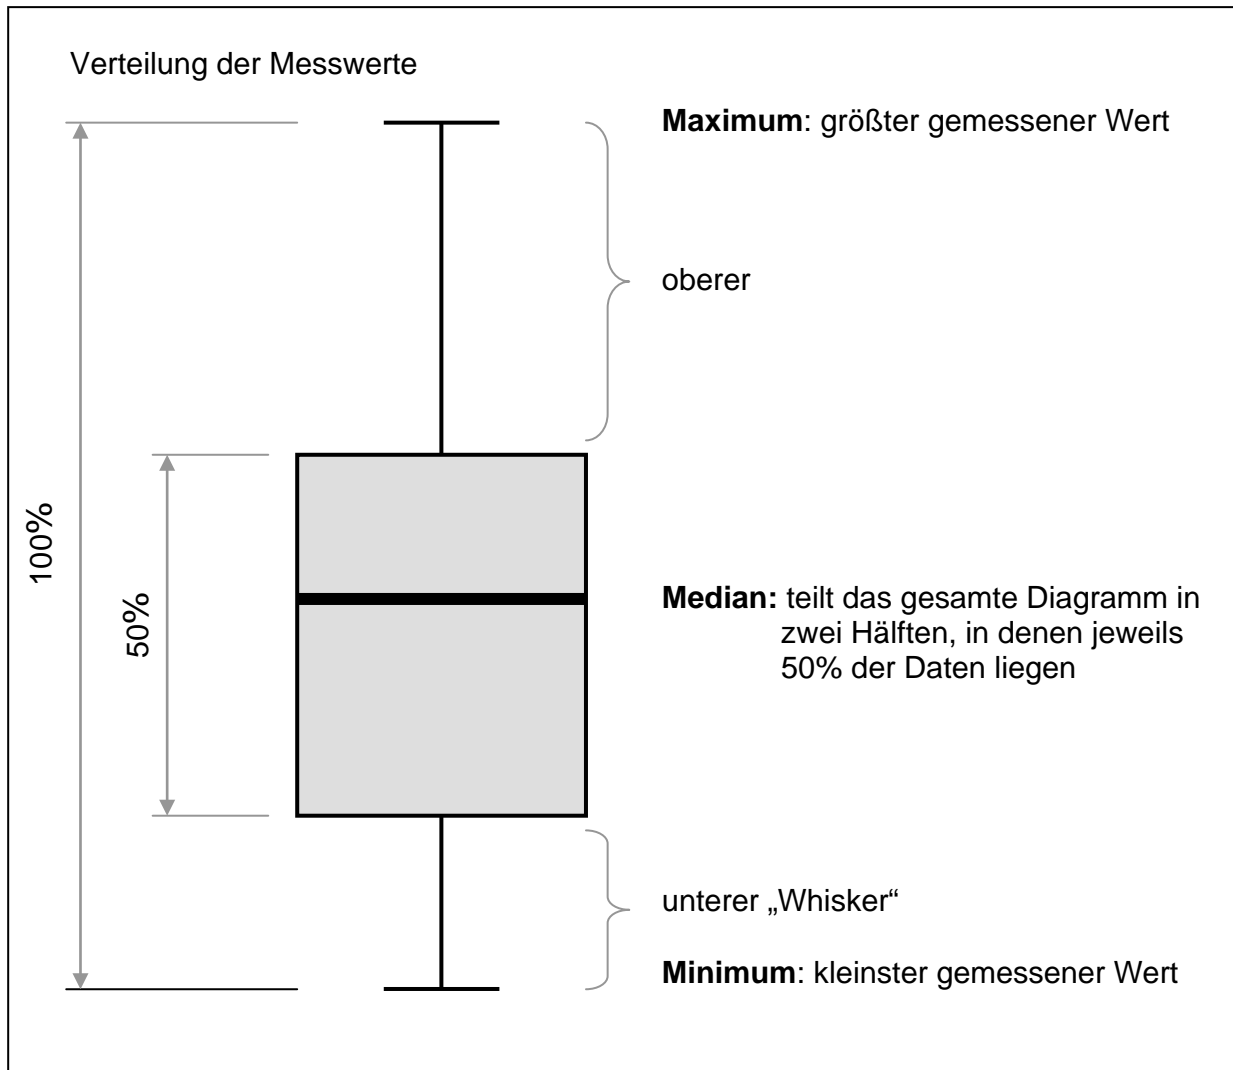 Verteilung der Messwerte
Maximum: größter gemessener Wert
oberer
100%
50%
Median: teilt das gesamte Diagramm in
zwei Hälften, in denen jeweils
50% der Daten liegen
unterer „Whisker“
Minimum: kleinster gemessener Wert